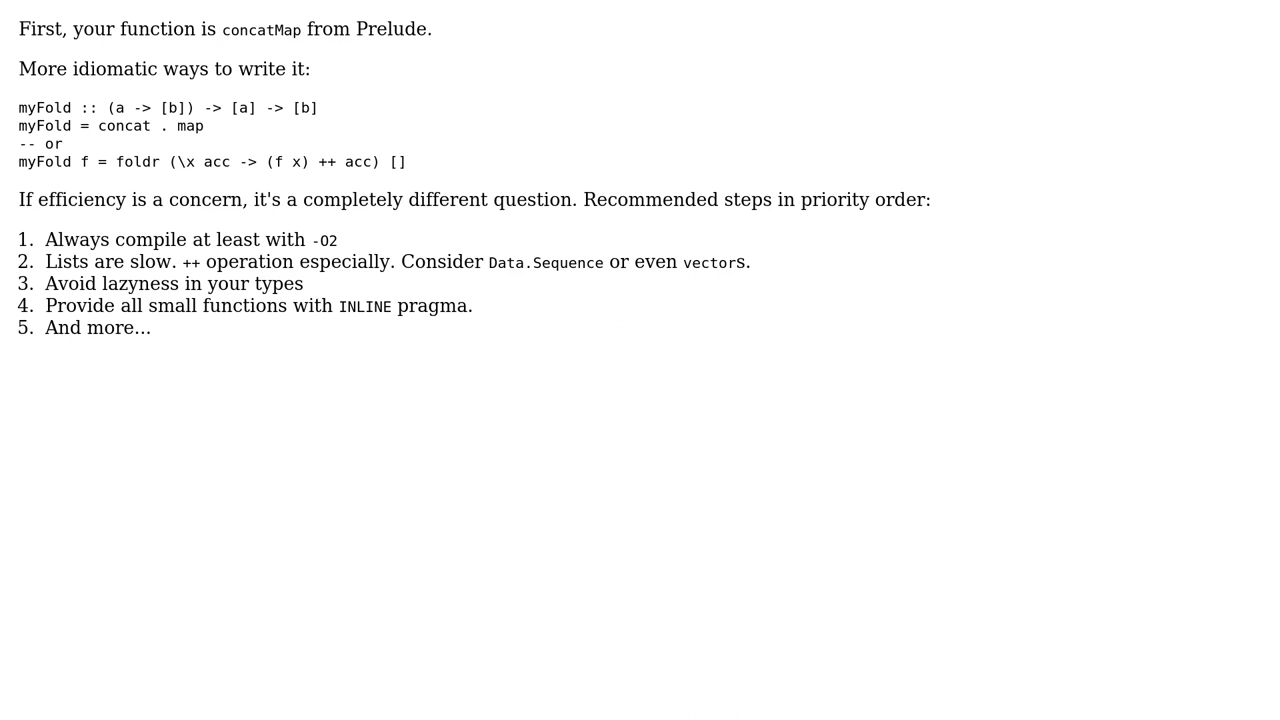 First, your function is concatMap from Prelude.
More idiomatic ways to write it:
myFold :: (a -> [b]) -> [a] -> [b]
myFold = concat . map
-- or
myFold f = foldr (\x acc -> (f x) ++ acc) []
If efficiency is a concern, it's a completely different question. Recommended steps in priority order:
1. Always compile at least with -O2
2. Lists are slow. ++ operation especially. Consider Data.Sequence or even vectors.
3. Avoid lazyness in your types
4. Provide all small functions with INLINE pragma.
5. And more...